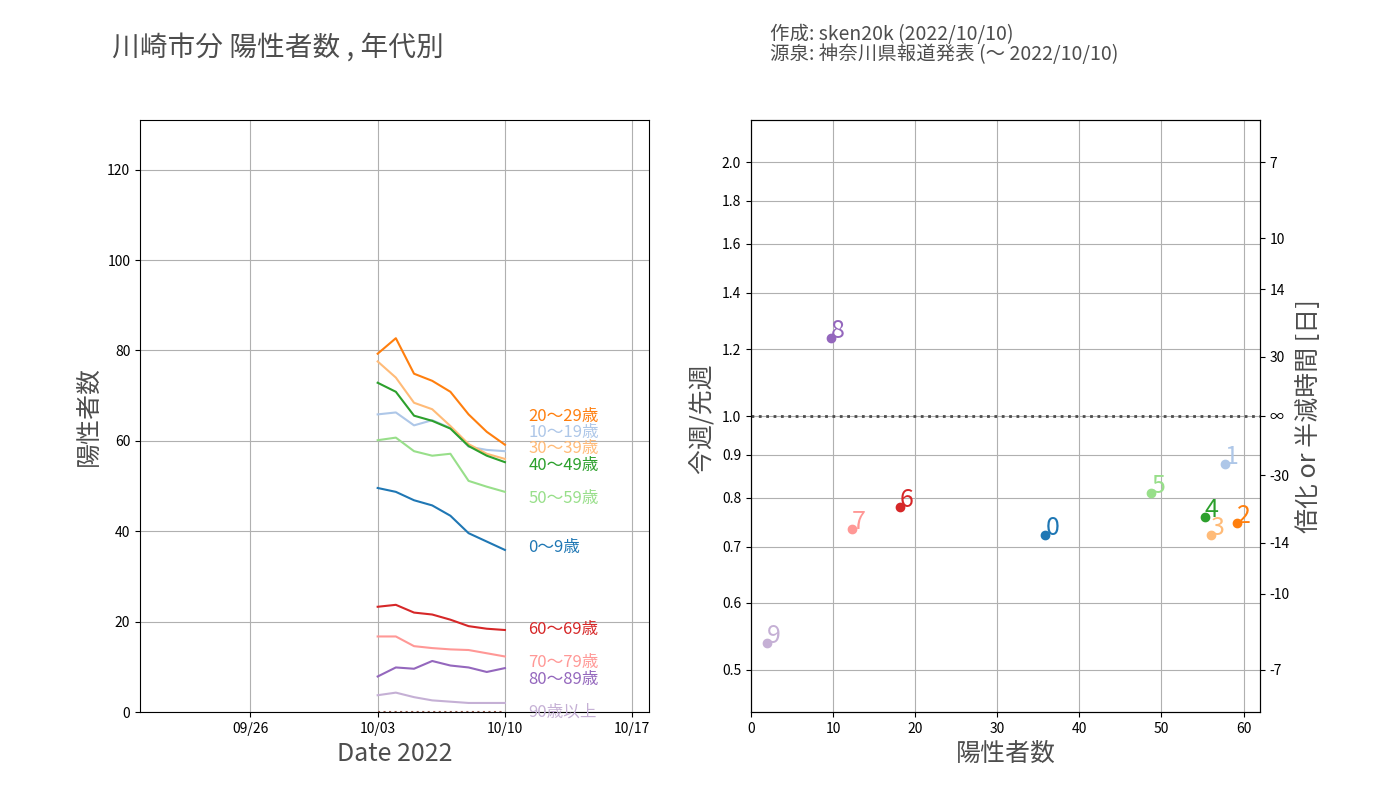 川崎市分 陽性者数 , 年代別
作成: sken20k (2022/10/10)
源泉: 神奈川県報道発表 (〜 2022/10/10)
陽性者数
120
100
80
60
40
20
0
20〜29歳
10〜19歳
30〜39歳
40〜49歳
50〜59歳
0〜9歳
60〜69歳
70〜79歳
80〜89歳
90歳以上
09/26
10/03
10/10
10/17
Date 2022
今週/先週
2.0
1.8
1.6
1.4
1.2
1.0
0.9
0.8
0.7
0.6
0.5
8
1
5
6
4
2
7
0
3
9
0
10
20
30
40
50
60
陽性者数
7
10
14
30
∞
-30
-14
-10
-7
倍化 or 半減時間 [日]